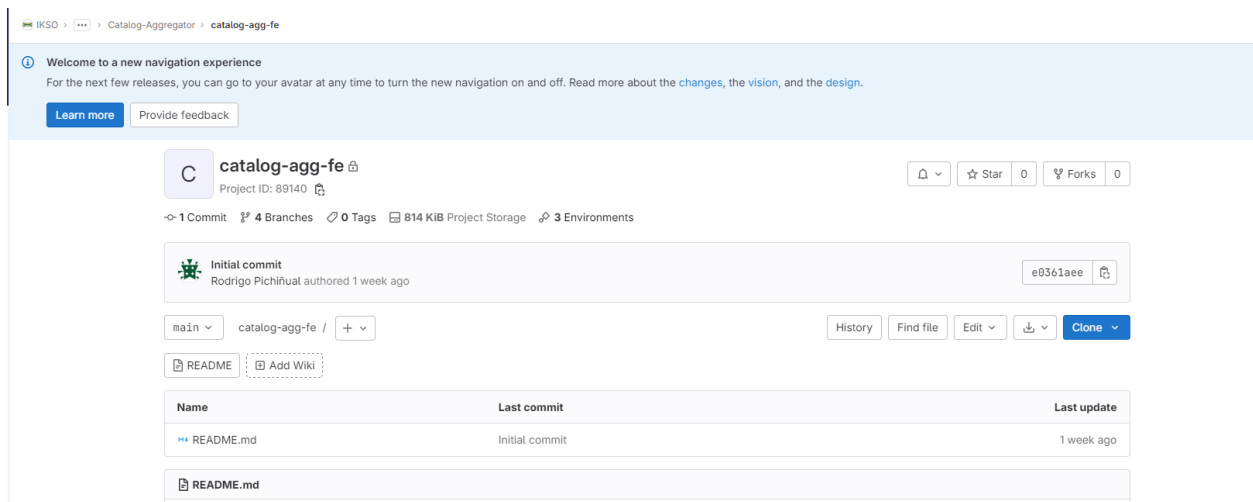 IKSO › ··· › Catalog-Aggregator › catalog-agg-fe
Welcome to a new navigation experience
For the next few releases, you can go to your avatar at any time to turn the new navigation on and off. Read more about the changes, the vision, and the design.
Learn more Provide feedback
C catalog-agg-fe
Project ID: 89140
Star 0 Forks 0
1 Commit 4 Branches 0 Tags 814 KiB Project Storage 3 Environments
Initial commit
Rodrigo Pichiñual authored 1 week ago
e0361aee
main catalog-agg-fe / +
History Find file Edit Clone
README Add Wiki
Name Last commit Last update
README.md Initial commit 1 week ago
README.md